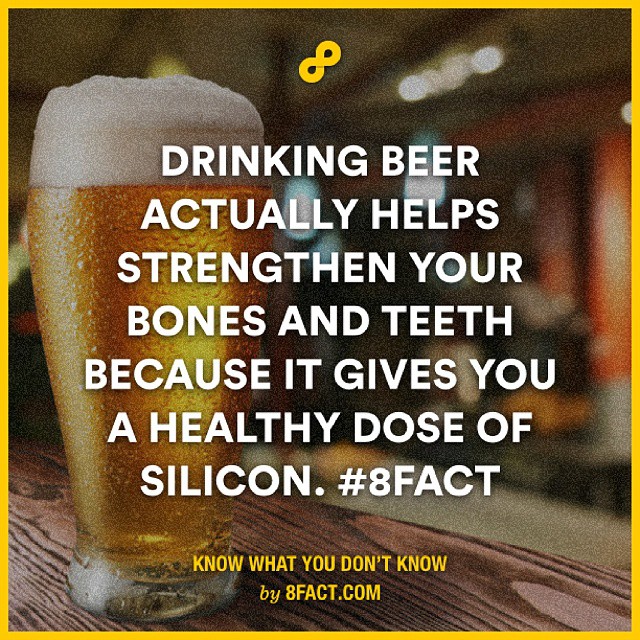 DRINKING BEER
ACTUALLY HELPS
STRENGTHEN YOUR
BONES AND TEETH
BECAUSE IT GIVES YOU
A HEALTHY DOSE OF
SILICON. #8FACT
KNOW WHAT YOU DON'T KNOW
by 8FACT.COM